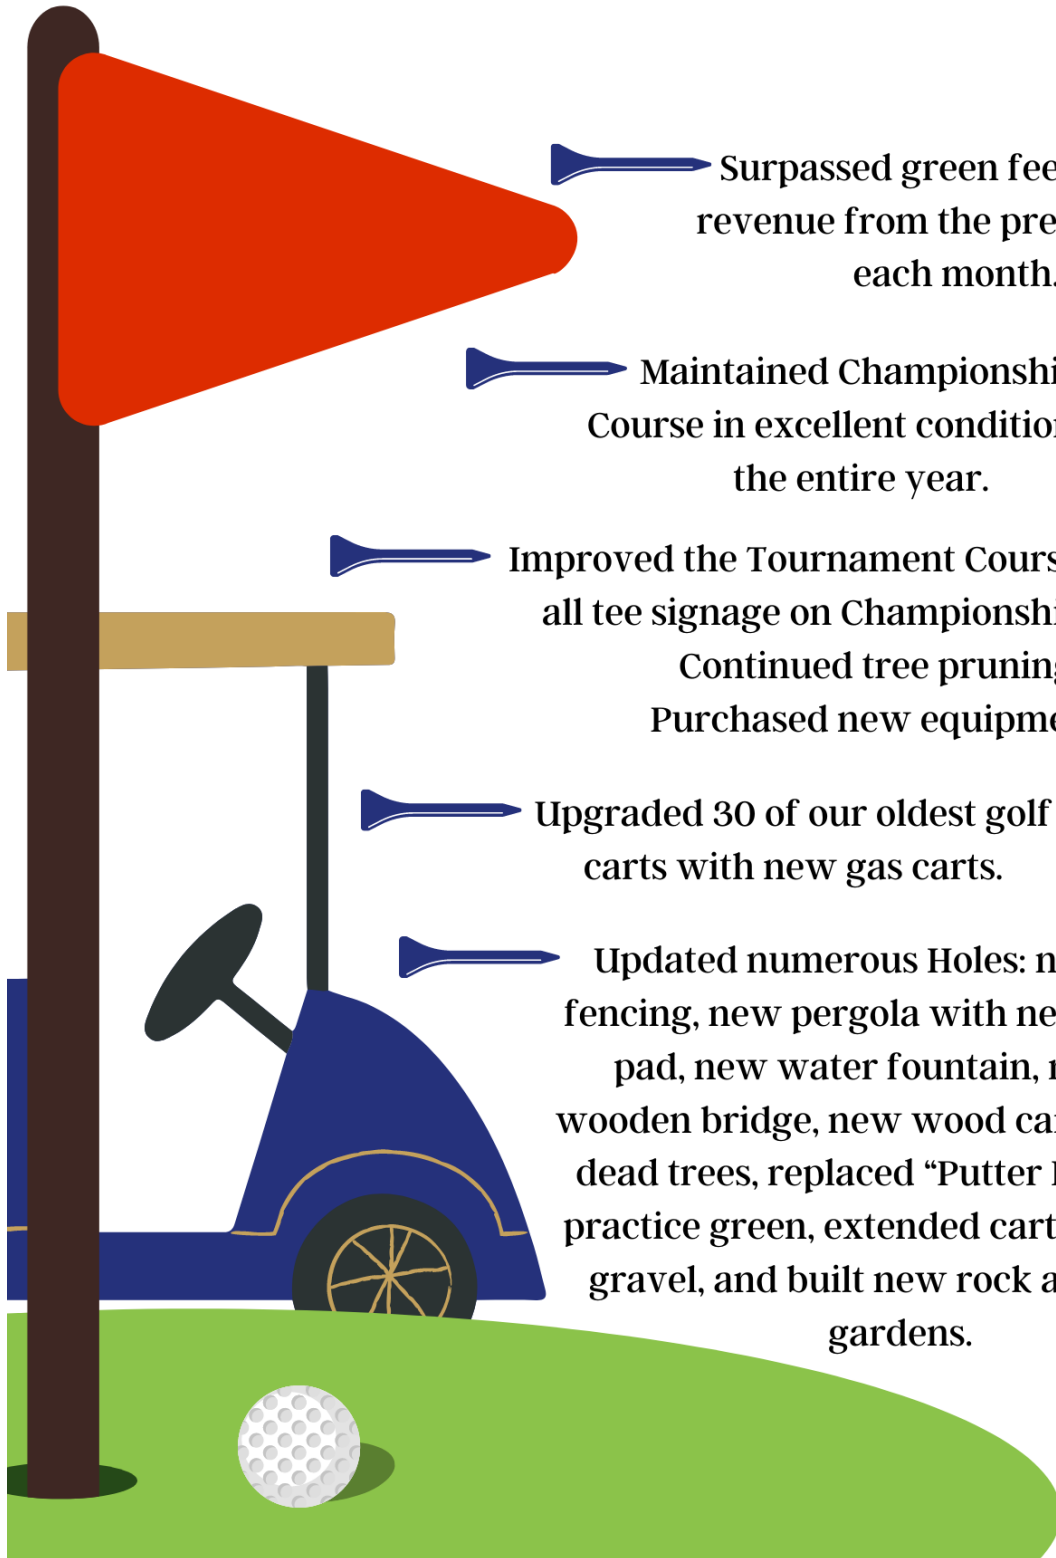 Surpassed green fee
revenue from the pre
each month.
Maintained Championshi
Course in excellent condition
the entire year.
Improved the Tournament Cours
all tee signage on Championshi
Continued tree pruning
Purchased new equipme
Upgraded 30 of our oldest golf
carts with new gas carts.
Updated numerous Holes: n
fencing, new pergola with ne
pad, new water fountain,
wooden bridge, new wood ca
dead trees, replaced “Putter
practice green, extended cart
gravel, and built new rock a
gardens.